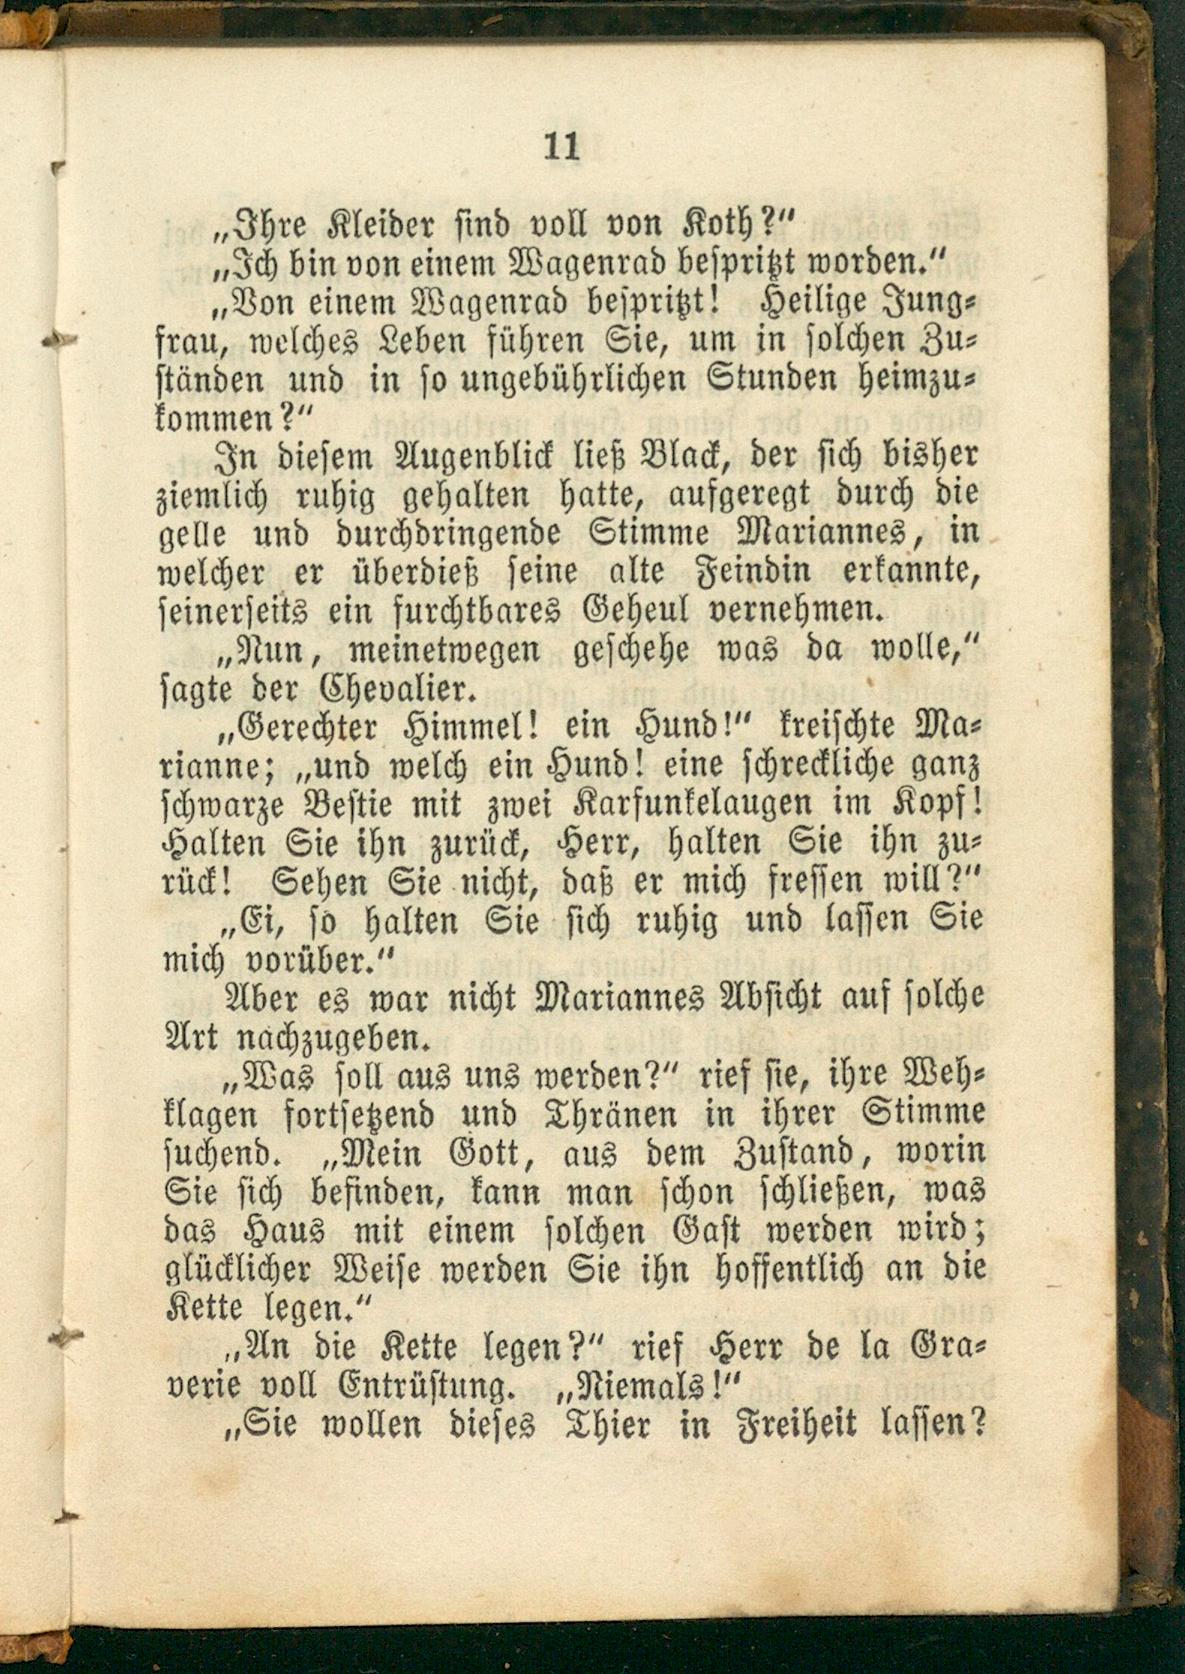 11
„Ihre Kleider sind voll von Koth?“
„Ich bin von einem Wagenrad bespritzt worden.“
„Von einem Wagenrad bespritzt! Heilige Jung-
frau, welches Leben führen Sie, um in solchen Zu-
ständen und in so ungebührlichen Stunden heimzu-
kommen?“
In diesem Augenblick ließ Black, der sich bisher
ziemlich ruhig gehalten hatte, aufgeregt durch die
gelle und durchdringende Stimme Mariannes, in
welcher er überdieß seine alte Feindin erkannte,
seinerseits ein furchtbares Geheul vernehmen.
„Nun, meinetwegen geschehe was da wolle,“
sagte der Chevalier.
„Gerechter Himmel! ein Hund!“ kreischte Ma-
rianne; „und welch ein Hund! eine schreckliche ganz
schwarze Bestie mit zwei Karfunkelaugen im Kopf!
Halten Sie ihn zurück, Herr, halten Sie ihn zu-
rück! Sehen Sie nicht, daß er mich fressen will?“
„Ei, so halten Sie sich ruhig und lassen Sie
mich vorüber.“
Aber es war nicht Mariannes Absicht auf solche
Art nachzugeben.
„Was soll aus uns werden?“ rief sie, ihre Weh-
klagen fortsetzend und Thränen in ihrer Stimme
suchend. „Mein Gott, aus dem Zustand, worin
Sie sich befinden, kann man schon schließen, was
das Haus mit einem solchen Gast werden wird;
glücklicher Weise werden Sie ihn hoffentlich an die
Kette legen.“
„An die Kette legen?“ rief Herr de la Gra-
verie voll Entrüstung. „Niemals!“
„Sie wollen dieses Thier in Freiheit lassen?